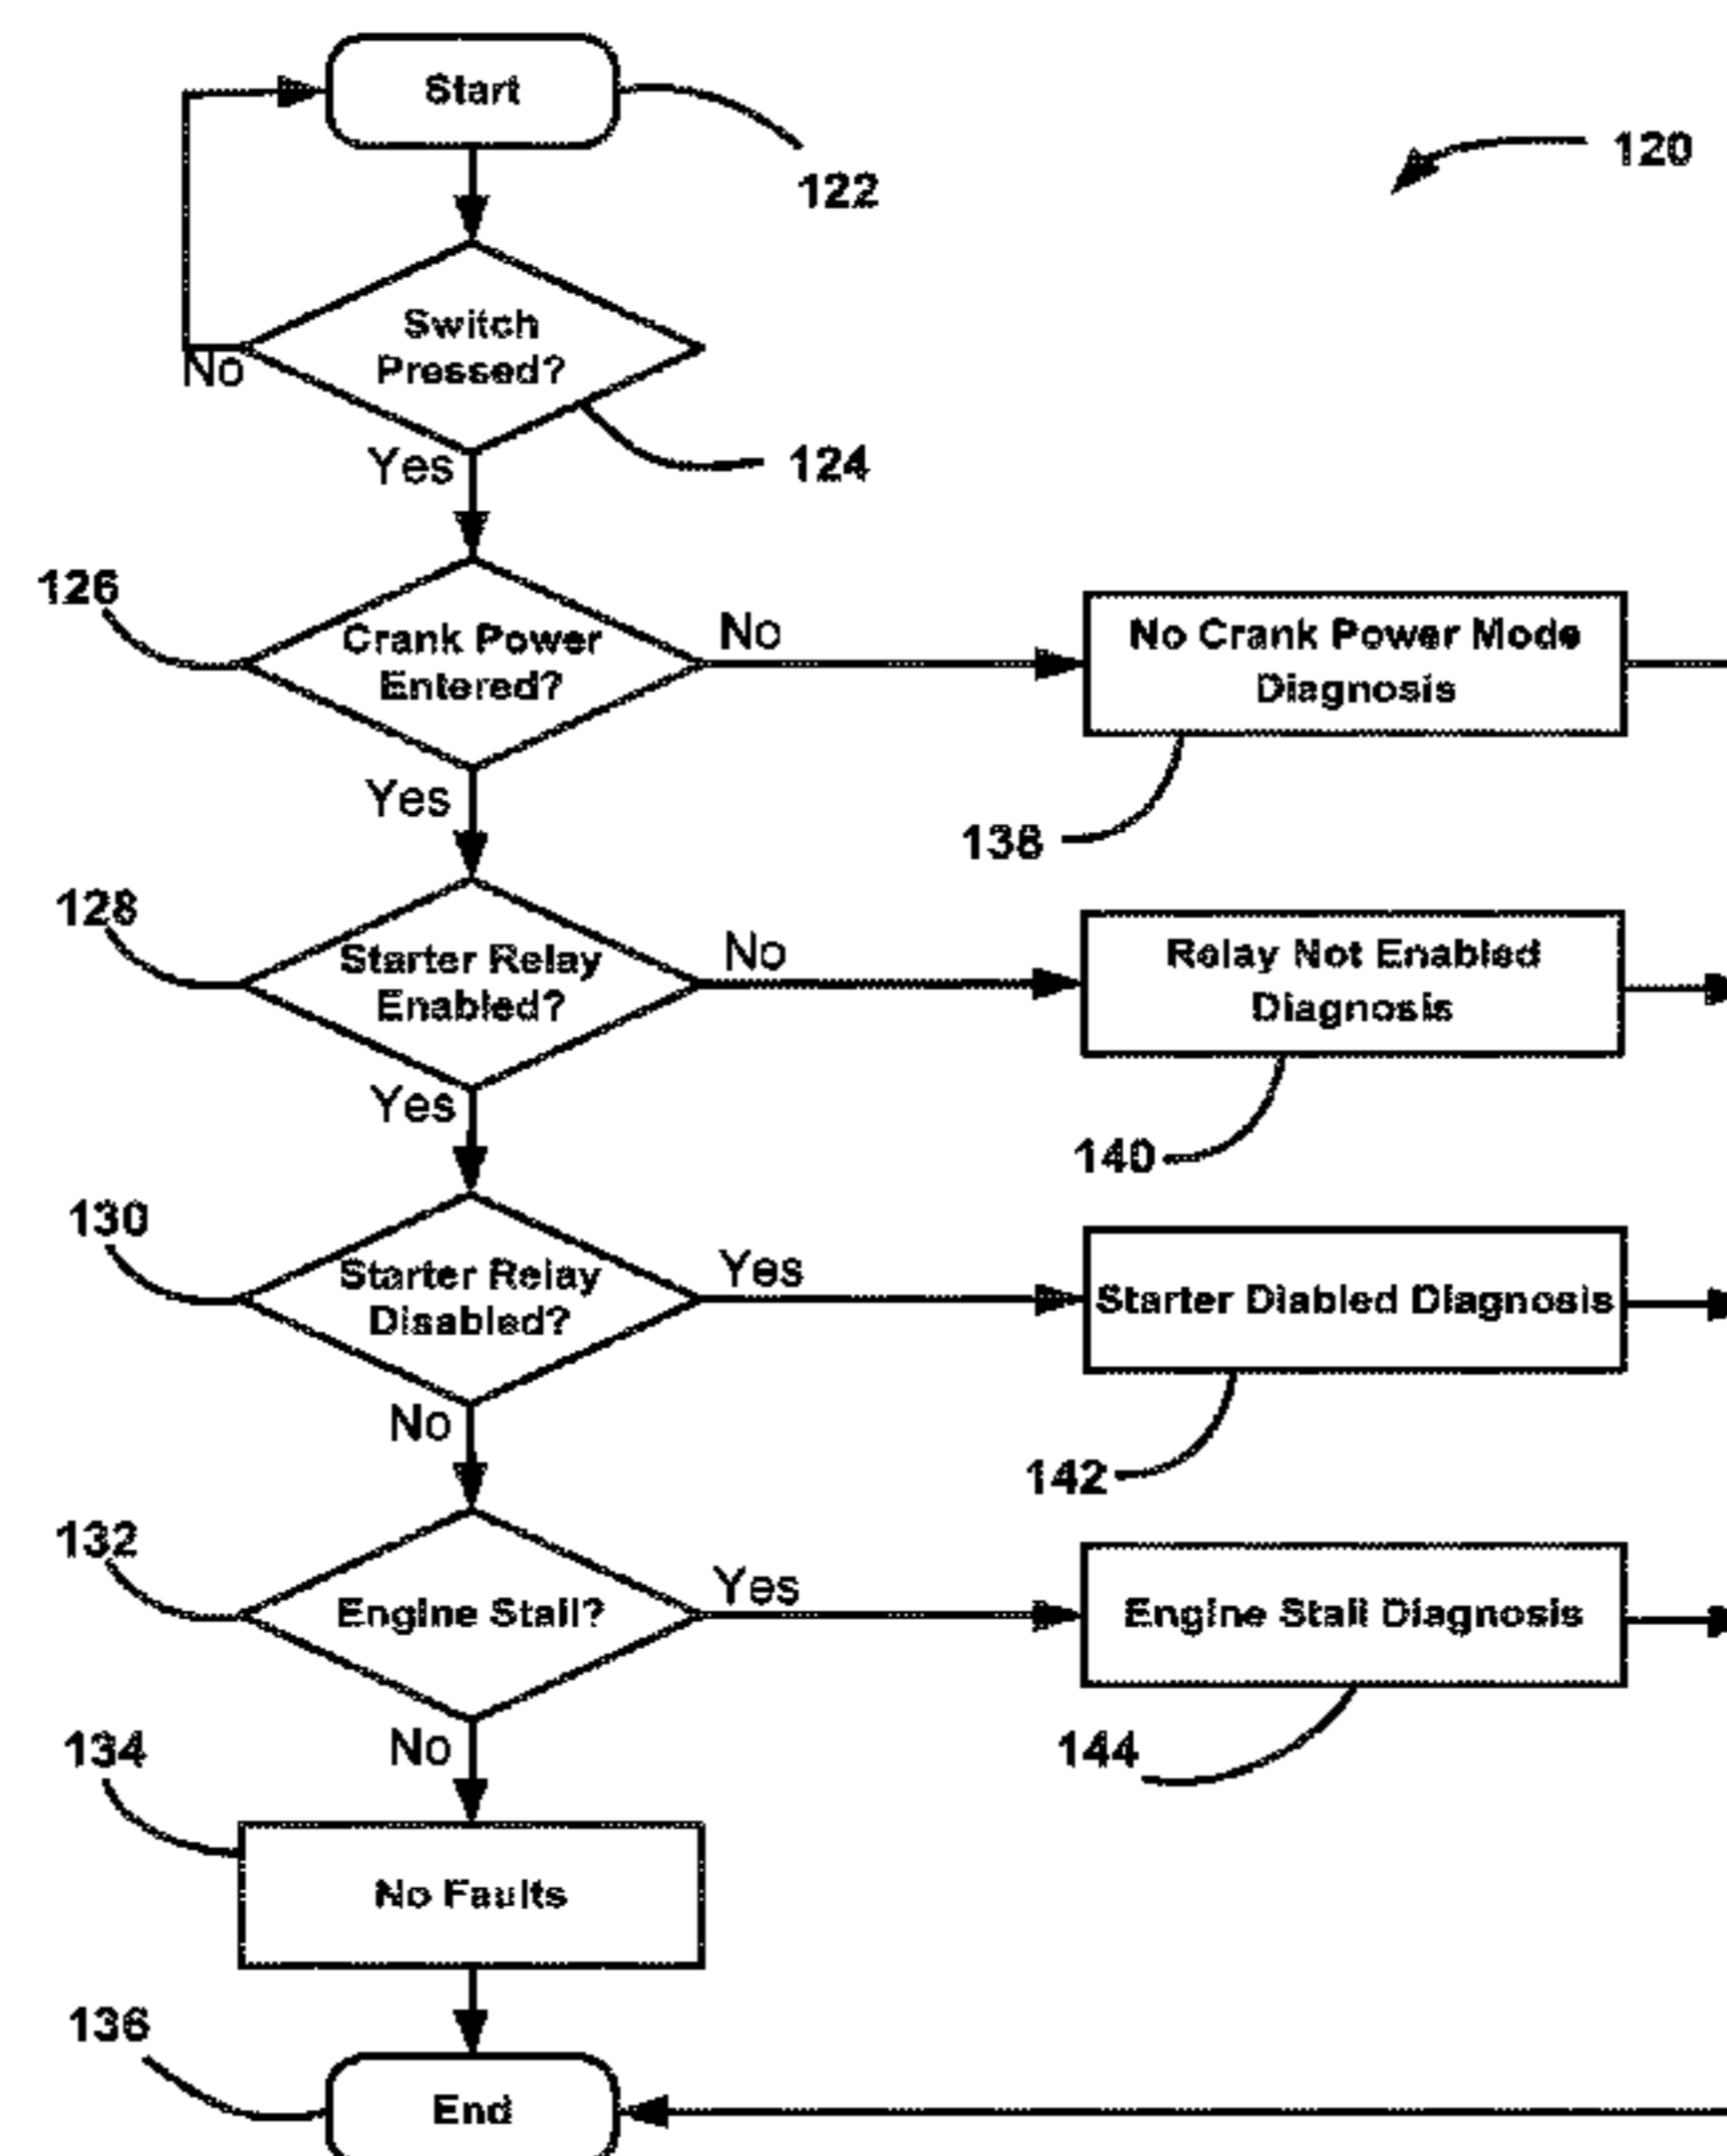 Start
120
122
Switch
Pressed?
No
124
Yes
126
Crank Power
Entered?
No
No Crank Power Mode
Diagnosis
Yes
138
128
Starter Relay
Enabled?
No
Relay Not Enabled
Diagnosis
Yes
140
130
Starter Relay
Disabled?
Yes
Starter Diabled Diagnosis
No
142
132
Engine Stall?
Yes
Engine Stall Diagnosis
No
134
144
No Faults
136
End